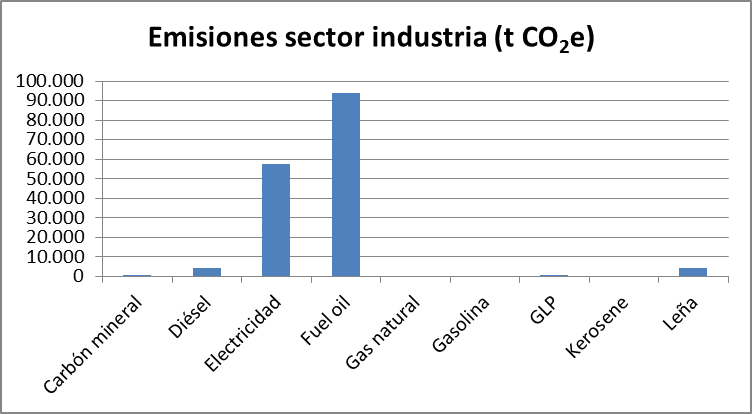 Emisiones sector industria (t CO₂e)
100.000
90.000
80.000
70.000
60.000
50.000
40.000
30.000
20.000
10.000
0
Carbón mineral
Diésel
Electricidad
Fuel oil
Gas natural
Gasolina
GLP
Kerosene
Leña